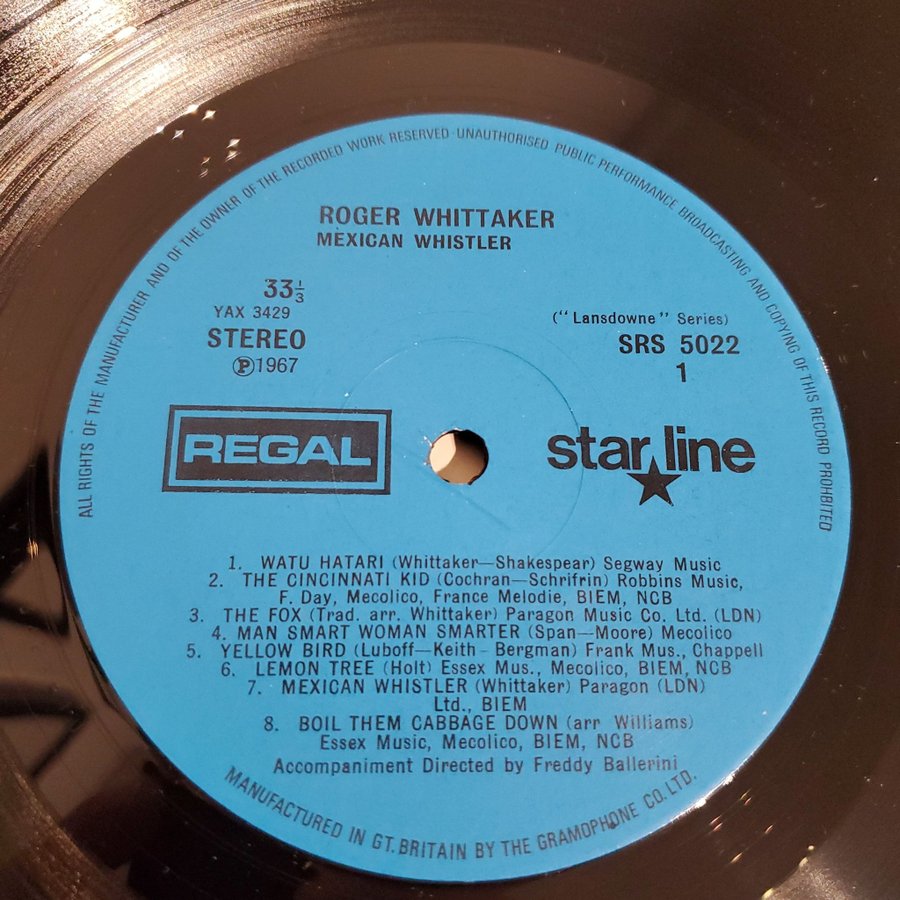 ALL RIGHTS OF THE MANUFACTURER AND OF THE OWNER OF THE RECORDED WORK RESERVED-UNAUTHORISED PUBLIC PERFORMANCE BROADCASTING AND COPYING OF THIS RECORD PROHIBITED
ROGER WHITTAKER
MEXICAN WHISTLER
33⅓
YAX 3429
STEREO
Ⓟ1967
("Lansdowne" Series)
SRS 5022
1
REGAL
star line
1. WATU HATARI (Whittaker—Shakespear) Segway Music
2. THE CINCINNATI KID (Cochran—Schrifrin) Robbins Music,
F. Day, Mecolico, France Melodie, BIEM, NCB
3. THE FOX (Trad. arr. Whittaker) Paragon Music Co. Ltd. (LDN)
4. MAN SMART WOMAN SMARTER (Span—Moore) Mecolico
5. YELLOW BIRD (Luboff—Keith-Bergman) Frank Mus., Chappell
6. LEMON TREE (Holt) Essex Mus., Mecolico, BIEM, NCB
7. MEXICAN WHISTLER (Whittaker) Paragon (LDN)
Ltd., BIEM
8. BOIL THEM CABBAGE DOWN (arr Williams)
Essex Music, Mecolico, BIEM, NCB
Accompaniment Directed by Freddy Ballerini
MANUFACTURED IN GT. BRITAIN BY THE GRAMOPHONE CO. LTD.